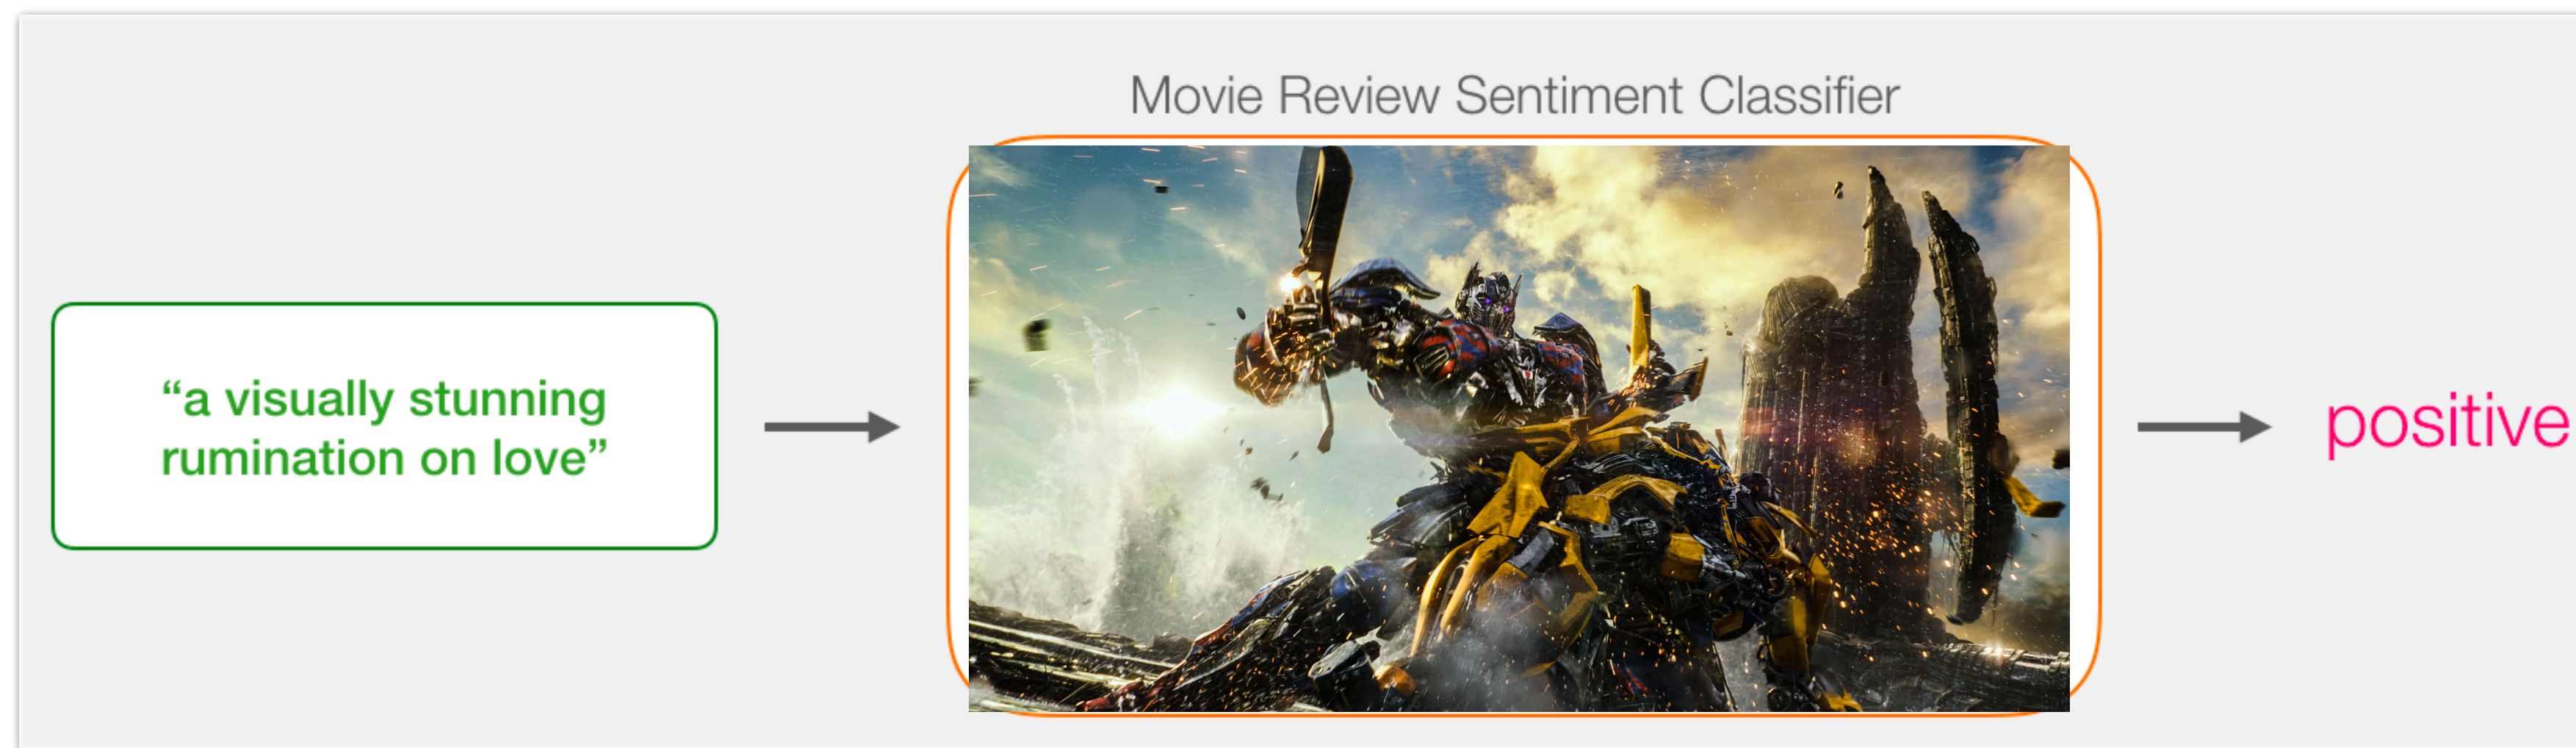 Movie Review Sentiment Classifier
“a visually stunning
rumination on love”
positive